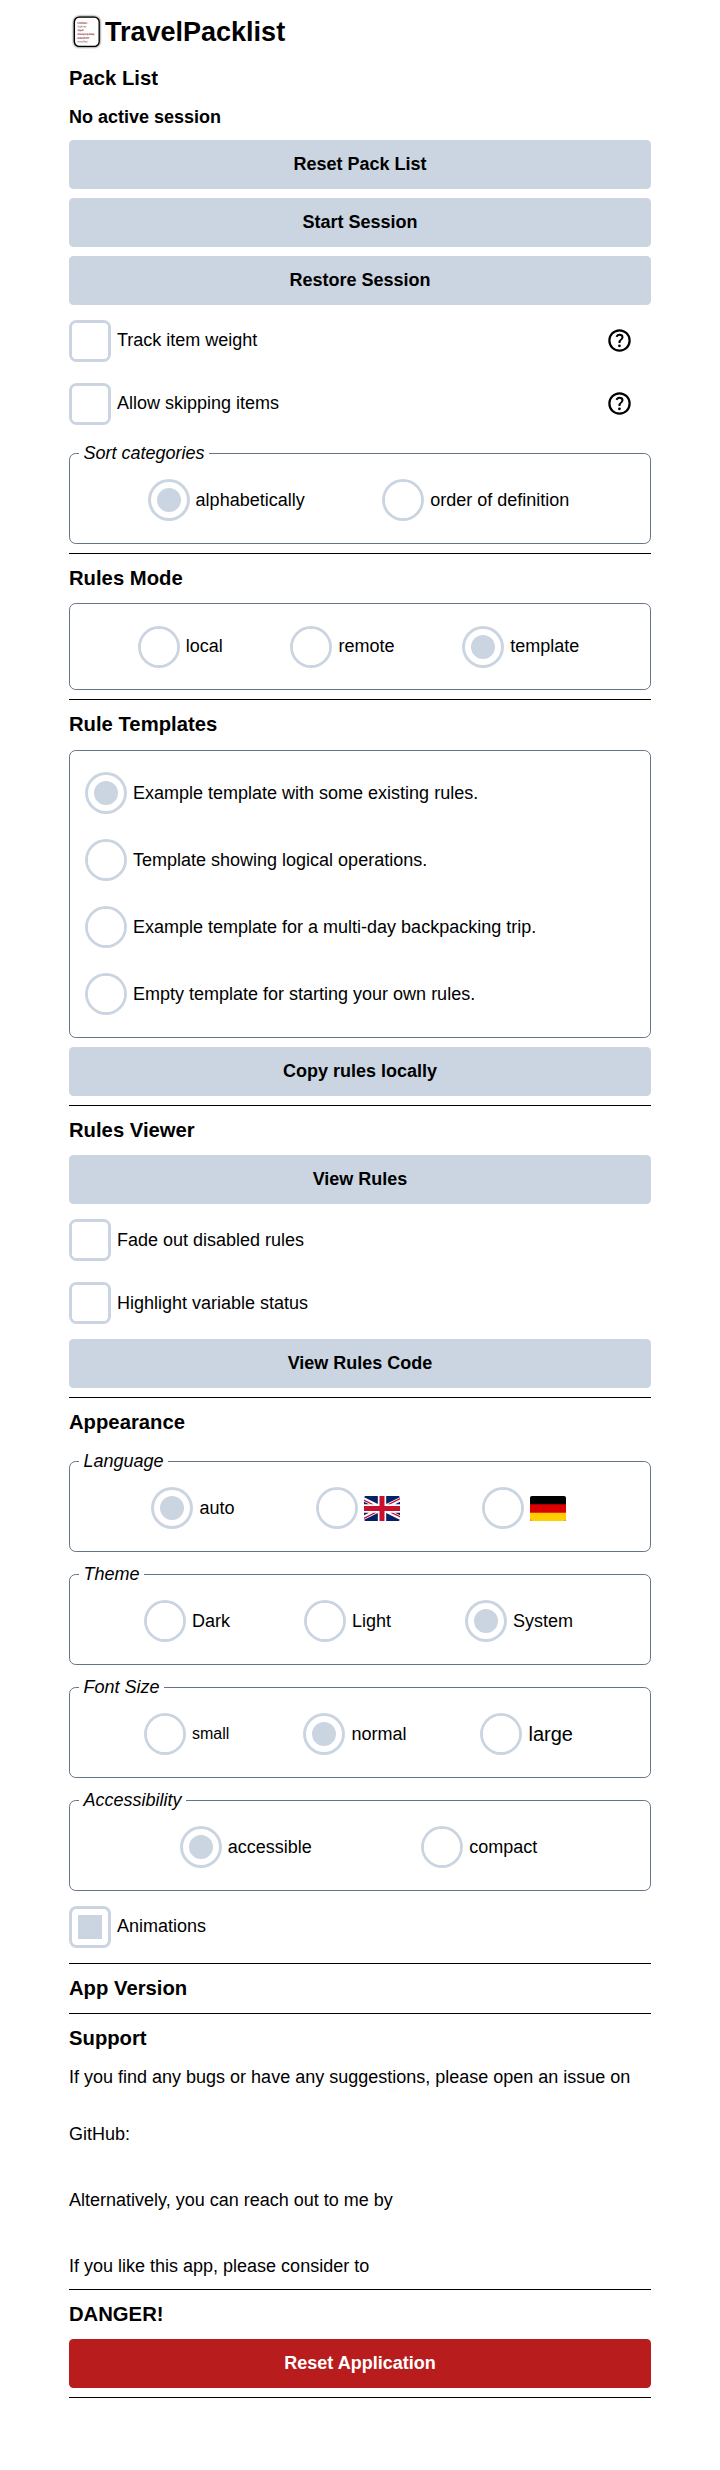 TravelPacklist
Pack List
No active session
Reset Pack List
Start Session
Restore Session
Track item weight
Allow skipping items
Sort categories
alphabetically order of definition
Rules Mode
local remote template
Rule Templates
Example template with some existing rules.
Template showing logical operations.
Example template for a multi-day backpacking trip.
Empty template for starting your own rules.
Copy rules locally
Rules Viewer
View Rules
Fade out disabled rules
Highlight variable status
View Rules Code
Appearance
Language
auto
Theme
Dark Light System
Font Size
small normal large
Accessibility
accessible compact
Animations
App Version
Support
If you find any bugs or have any suggestions, please open an issue on
GitHub:
Alternatively, you can reach out to me by
If you like this app, please consider to
DANGER!
Reset Application